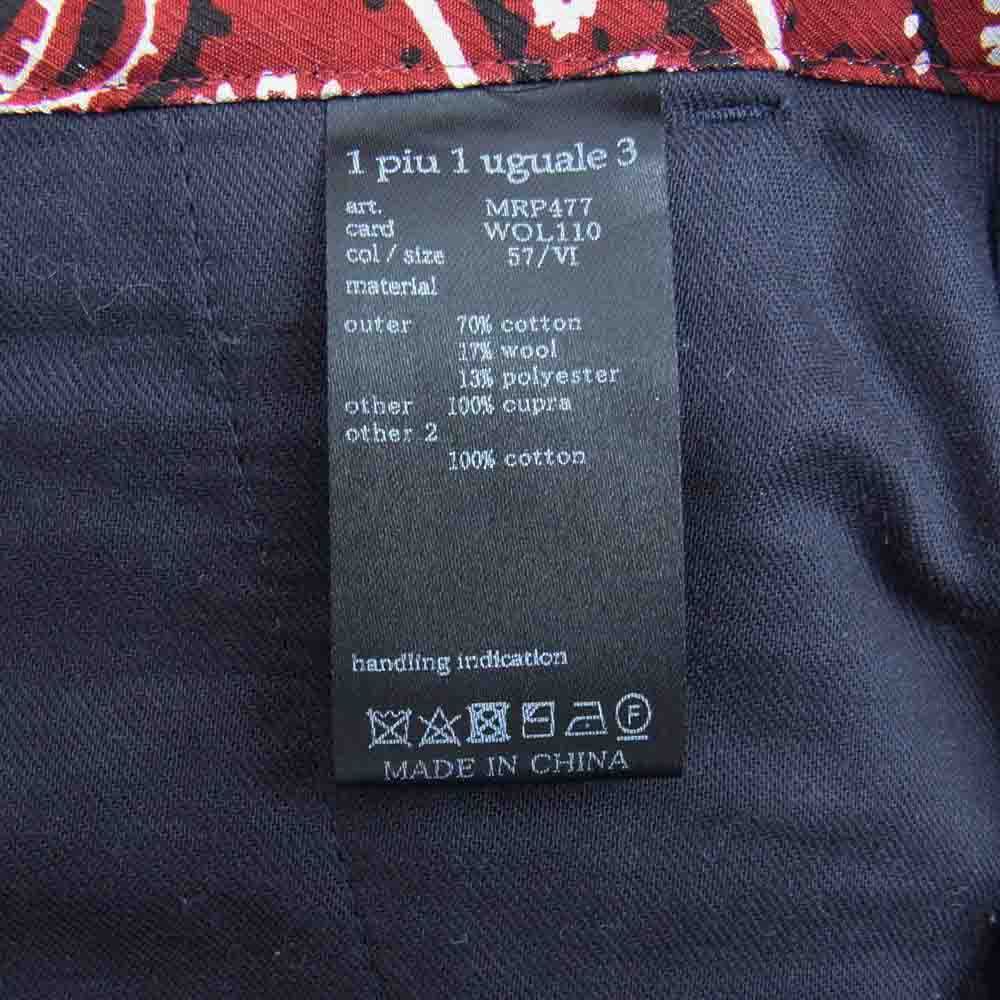 1 piu 1 uguale 3
art. MRP477
card WOL110
col / size 57/VI
material
outer 70% cotton
17% wool
13% polyester
other 100% cupra
other 2
100% cotton
handling indication
F
MADE IN CHINA